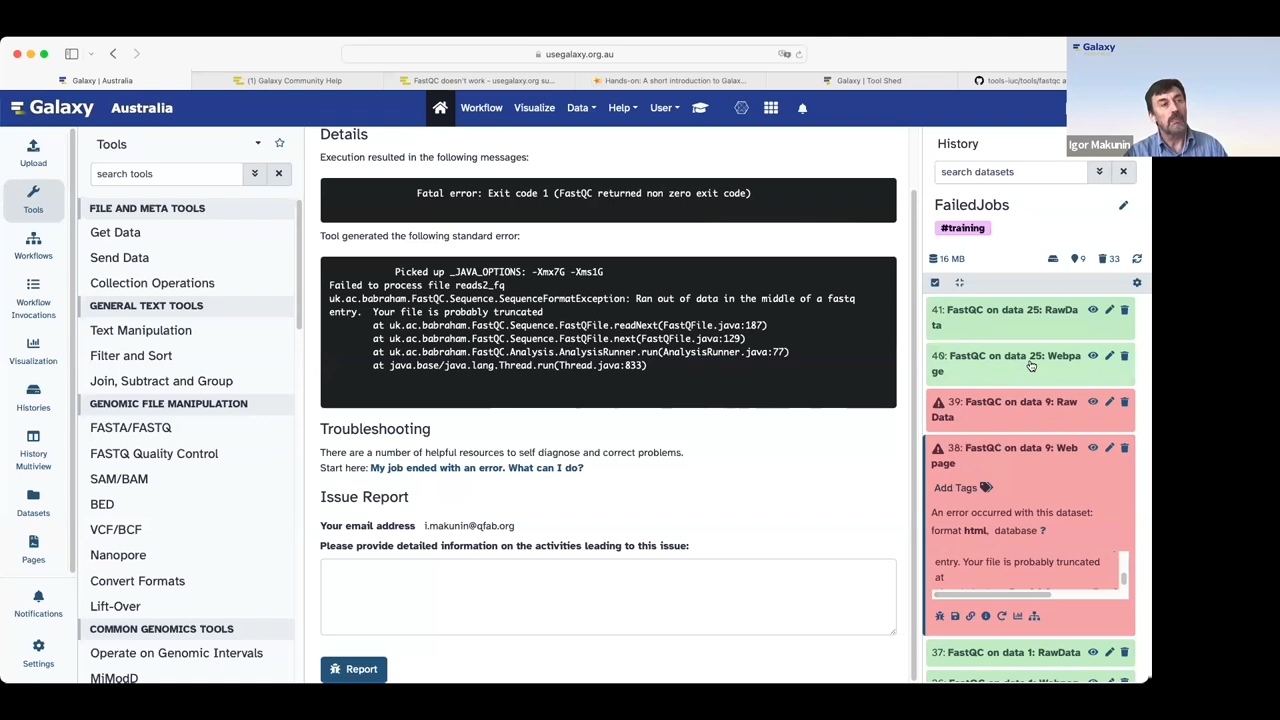 usegalaxy.org.au
Galaxy | Australia
(1) Galaxy Community Help
FastQC doesn't work - usegalaxy.org su...
Hands-on: A short introduction to Galax...
Galaxy | Tool Shed
tools-iuc/tools/fastqc a
Galaxy
Igor Makunin
Galaxy Australia
Workflow
Visualize
Data
Help
User
Upload
Tools
Workflows
Workflow
Invocations
Visualization
Histories
History
Multiview
Datasets
Pages
Notifications
Settings
Tools
search tools
FILE AND META TOOLS
Get Data
Send Data
Collection Operations
GENERAL TEXT TOOLS
Text Manipulation
Filter and Sort
Join, Subtract and Group
GENOMIC FILE MANIPULATION
FASTA/FASTQ
FASTQ Quality Control
SAM/BAM
BED
VCF/BCF
Nanopore
Convert Formats
Lift-Over
COMMON GENOMICS TOOLS
Operate on Genomic Intervals
MiModD
Details
Execution resulted in the following messages:
Fatal error: Exit code 1 (FastQC returned non zero exit code)
Tool generated the following standard error:
Picked up _JAVA_OPTIONS: -Xmx7G -Xms1G
Failed to process file reads2_fq
uk.ac.babraham.FastQC.Sequence.SequenceFormatException: Ran out of data in the middle of a fastq
entry. Your file is probably truncated
at uk.ac.babraham.FastQC.Sequence.FastQFile.readNext(FastQFile.java:187)
at uk.ac.babraham.FastQC.Sequence.FastQFile.next(FastQFile.java:129)
at uk.ac.babraham.FastQC.Analysis.AnalysisRunner.run(AnalysisRunner.java:77)
at java.base/java.lang.Thread.run(Thread.java:833)
Troubleshooting
There are a number of helpful resources to self diagnose and correct problems.
Start here: My job ended with an error. What can I do?
Issue Report
Your email address i.makunin@qfab.org
Please provide detailed information on the activities leading to this issue:
Report
History
search datasets
FailedJobs
#training
16 MB
9
33
41: FastQC on data 25: RawDa
ta
40: FastQC on data 25: Webpa
ge
39: FastQC on data 9: Raw
Data
38: FastQC on data 9: Web
page
Add Tags
An error occurred with this dataset:
format html, database ?
entry. Your file is probably truncated
at
37: FastQC on data 1: RawData